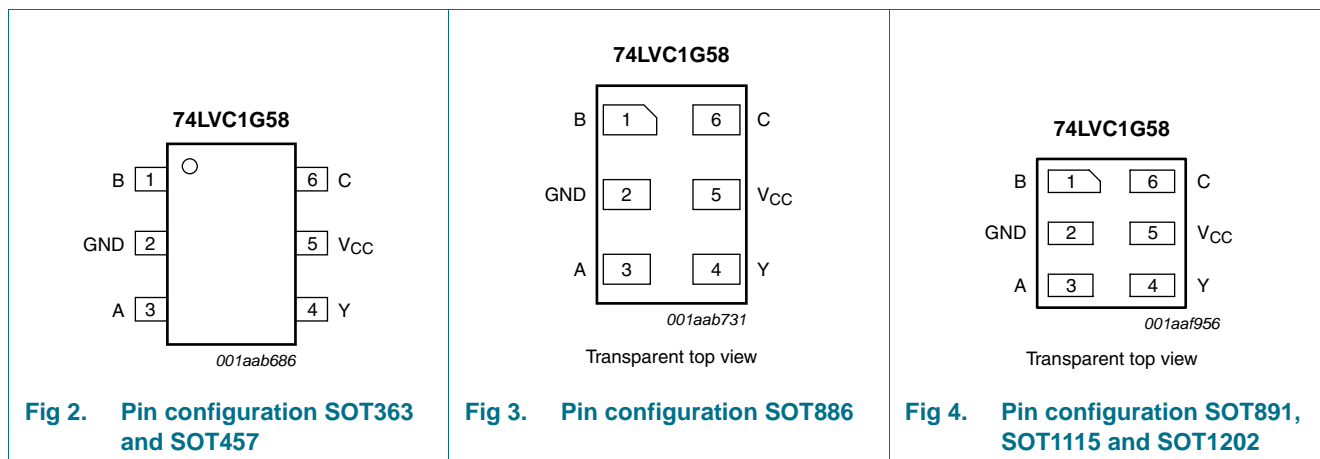 74LVC1G58
B 1 6 C
GND 2 5 VCC
A 3 4 Y
001aab686
Fig 2. Pin configuration SOT363
and SOT457
74LVC1G58
B 1 6 C
GND 2 5 VCC
A 3 4 Y
001aab731
Transparent top view
Fig 3. Pin configuration SOT886
74LVC1G58
B 1 6 C
GND 2 5 VCC
A 3 4 Y
001aaf956
Transparent top view
Fig 4. Pin configuration SOT891,
SOT1115 and SOT1202